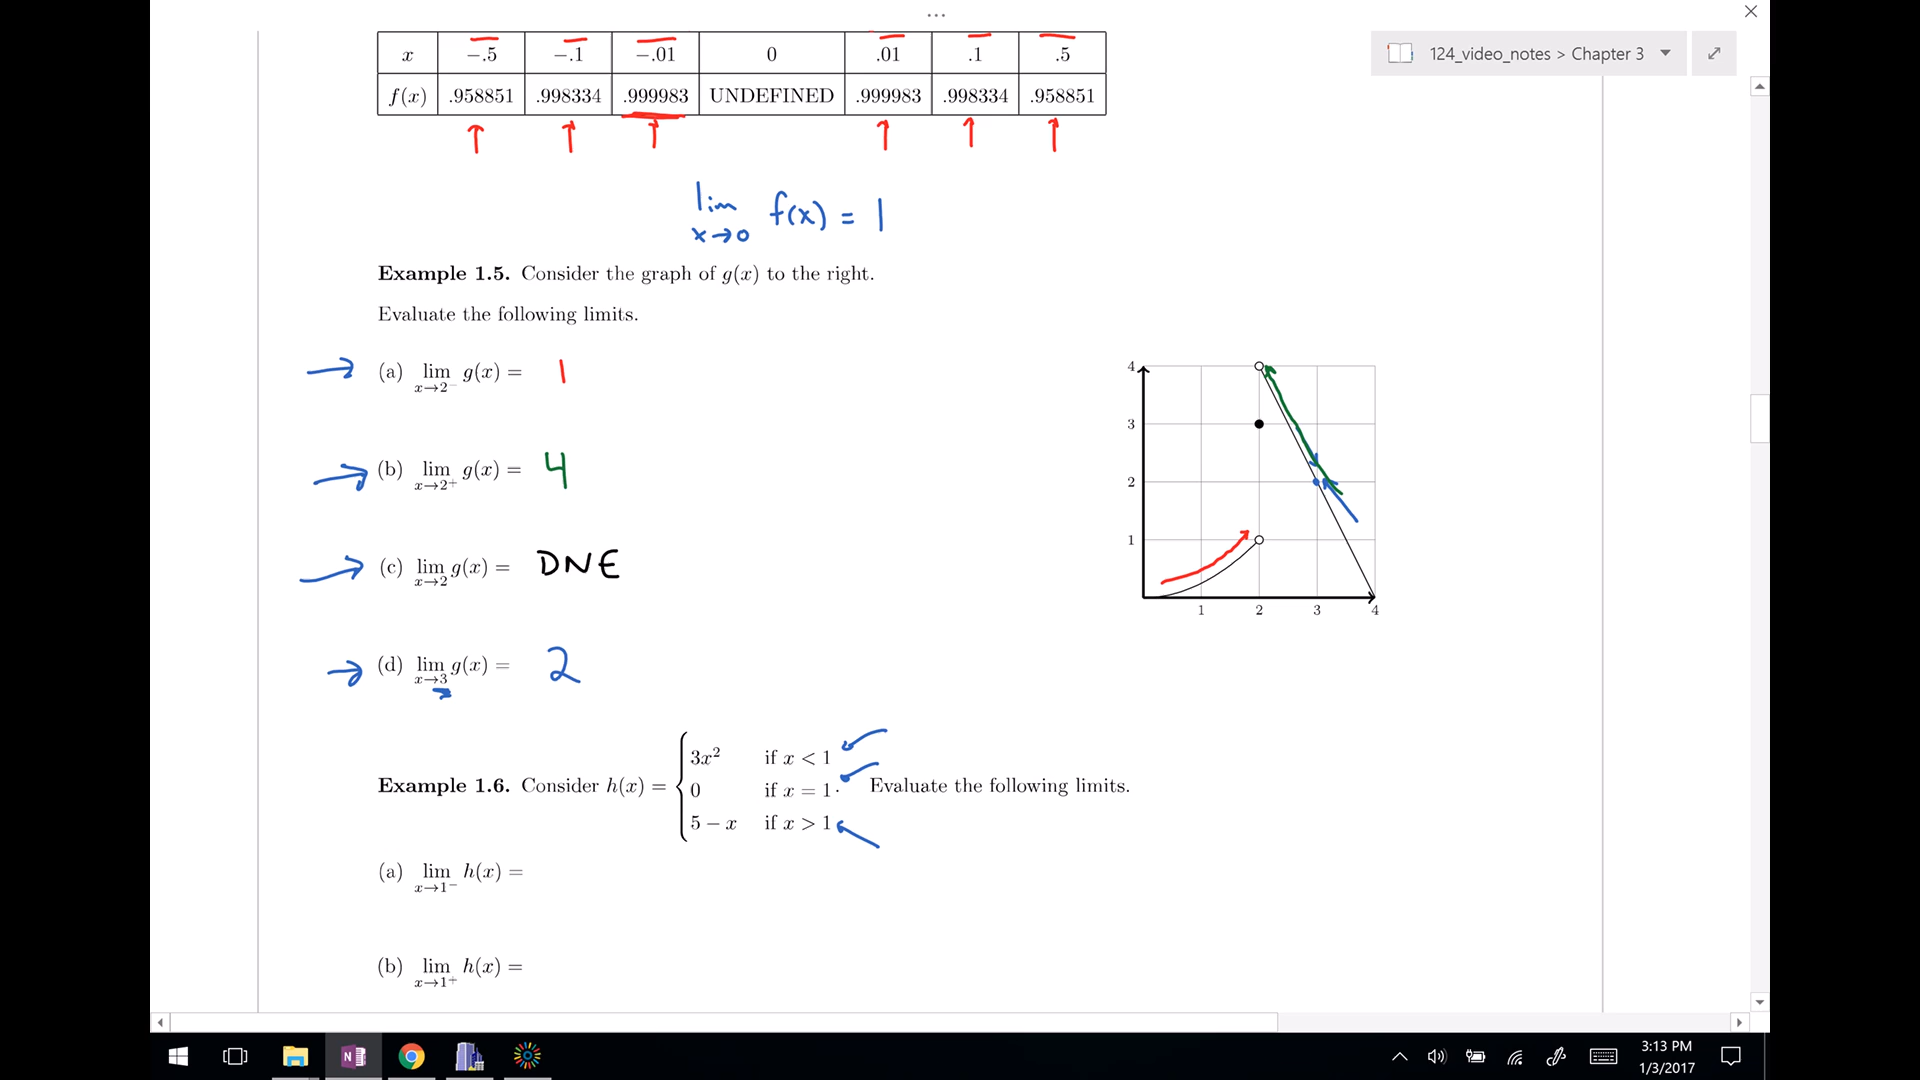 ...
124_video_notes > Chapter 3
x −.5 −.1 −.01 0 .01 .1 .5
f(x) .958851 .998334 .999983 UNDEFINED .999983 .998334 .958851
lim x→0 f(x) = 1
Example 1.5. Consider the graph of g(x) to the right.
Evaluate the following limits.
(a) lim x→2⁻ g(x) = 1
(b) lim x→2⁺ g(x) = 4
(c) lim x→2 g(x) = DNE
(d) lim x→3 g(x) = 2
4
3
2
1
1 2 3 4
Example 1.6. Consider h(x) = { 3x² if x < 1
0 if x = 1 . Evaluate the following limits.
5 − x if x > 1
(a) lim x→1⁻ h(x) =
(b) lim x→1⁺ h(x) =
N
3:13 PM
1/3/2017